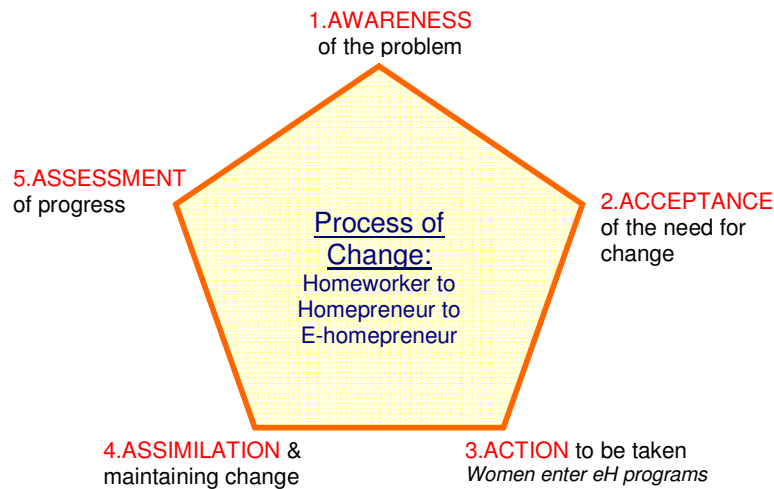 1.AWARENESS
of the problem
2.ACCEPTANCE
of the need for
change
3.ACTION to be taken
Women enter eH programs
4.ASSIMILATION &
maintaining change
5.ASSESSMENT
of progress
Process of
Change:
Homeworker to
Homepreneur to
E-homepreneur